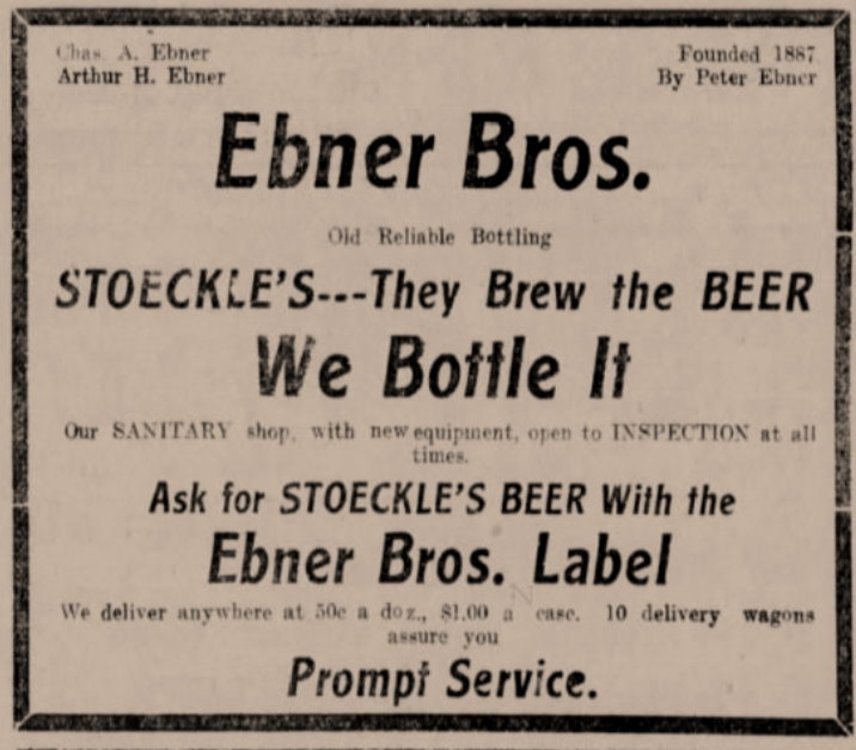 Chas. A. Ebner
Arthur H. Ebner
Founded 1887
By Peter Ebner
Ebner Bros.
Old Reliable Bottling
STOECKLE'S---They Brew the BEER
We Bottle It
Our SANITARY shop, with new equipment, open to INSPECTION at all
times.
Ask for STOECKLE'S BEER With the
Ebner Bros. Label
We deliver anywhere at 50c a doz., $1.00 a case. 10 delivery wagons
assure you
Prompt Service.